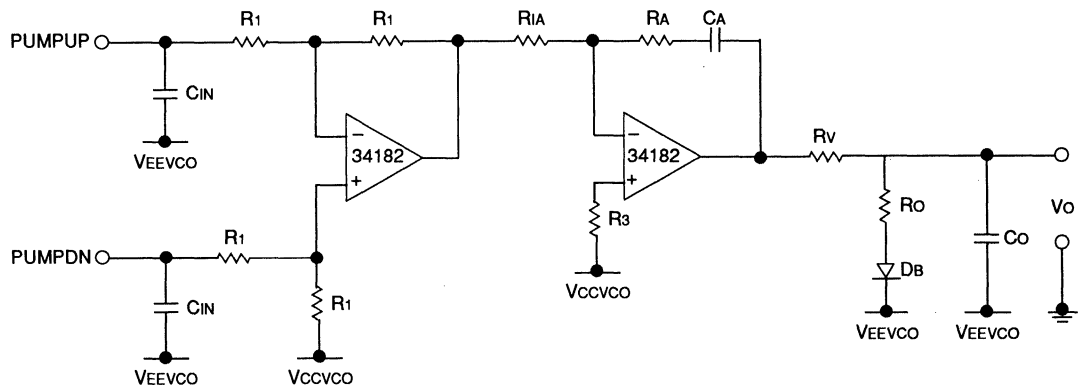 PUMPUP
R1
R1
RIA
RA
CA
CIN
VEEVCO
34182
34182
RV
R3
RO
VO
CO
DB
VCCVCO
VEEVCO
VEEVCO
PUMPDN
R1
CIN
R1
VEEVCO
VCCVCO